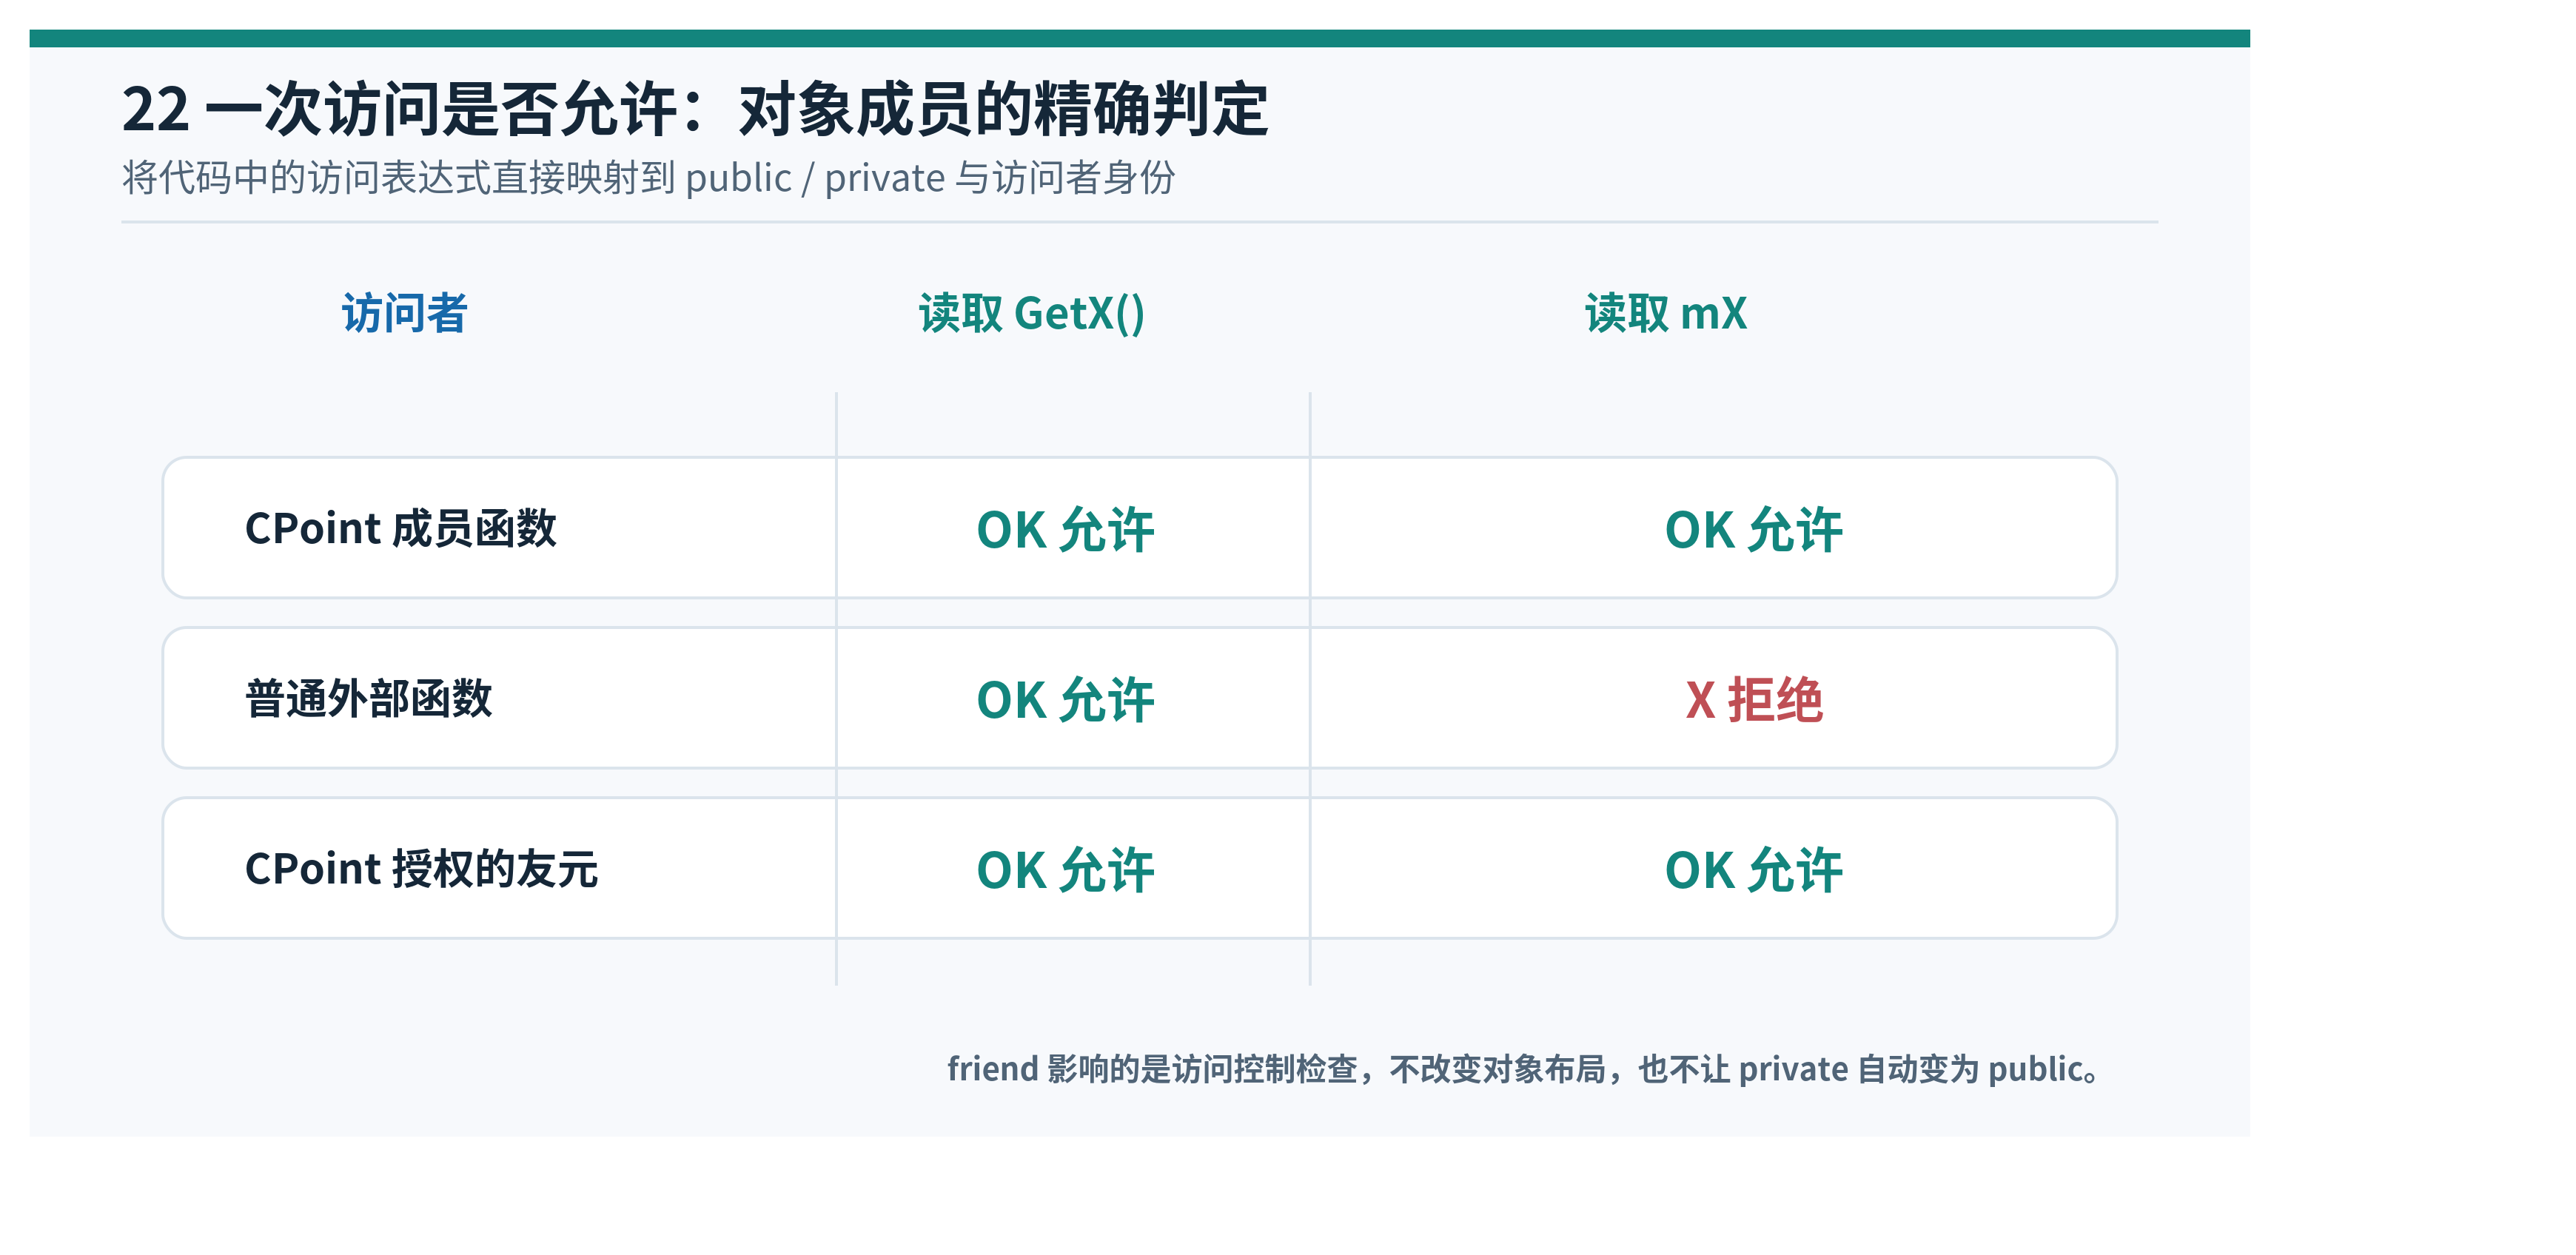 22 一次访问是否允许：对象成员的精确判定
将代码中的访问表达式直接映射到 public / private 与访问者身份
访问者 读取 GetX() 读取 mX
CPoint 成员函数 OK 允许 OK 允许
普通外部函数 OK 允许 X 拒绝
CPoint 授权的友元 OK 允许 OK 允许
friend 影响的是访问控制检查，不改变对象布局，也不让 private 自动变为 public。